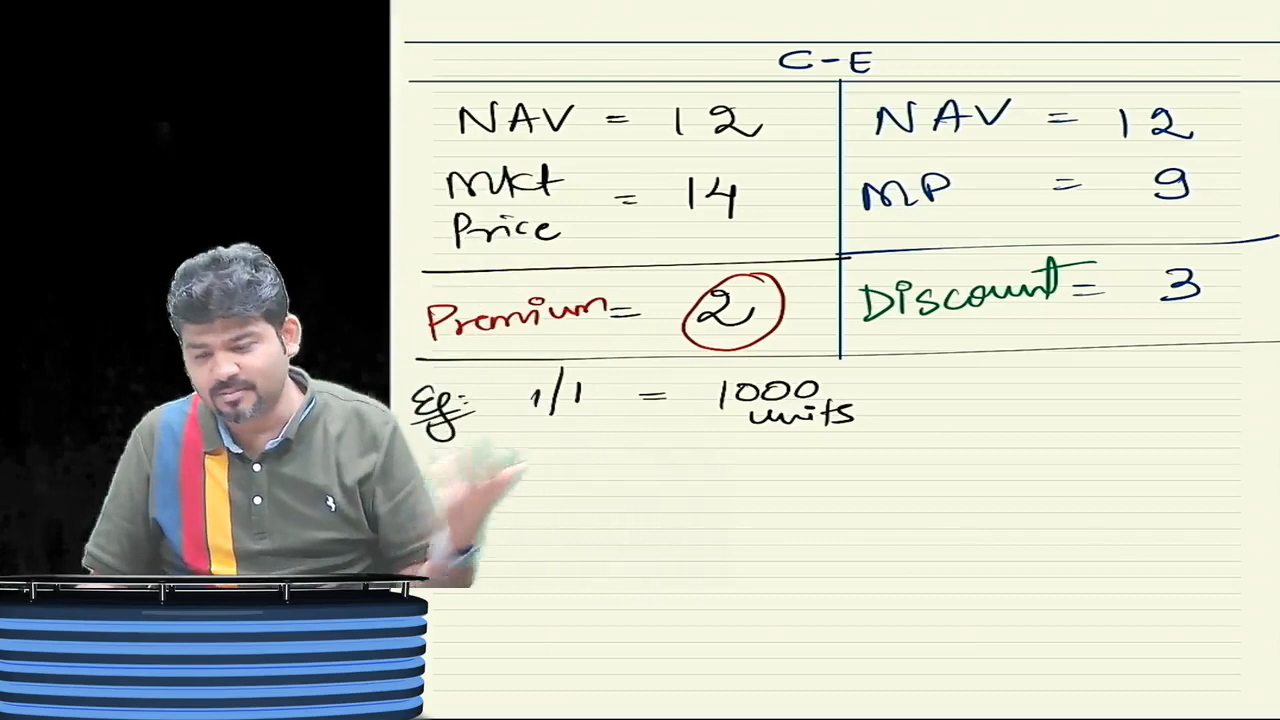 C-E
NAV = 12
Mkt Price = 14
Premium = 2
NAV = 12
MP = 9
Discount = 3
Eg: 1/1 = 1000
units